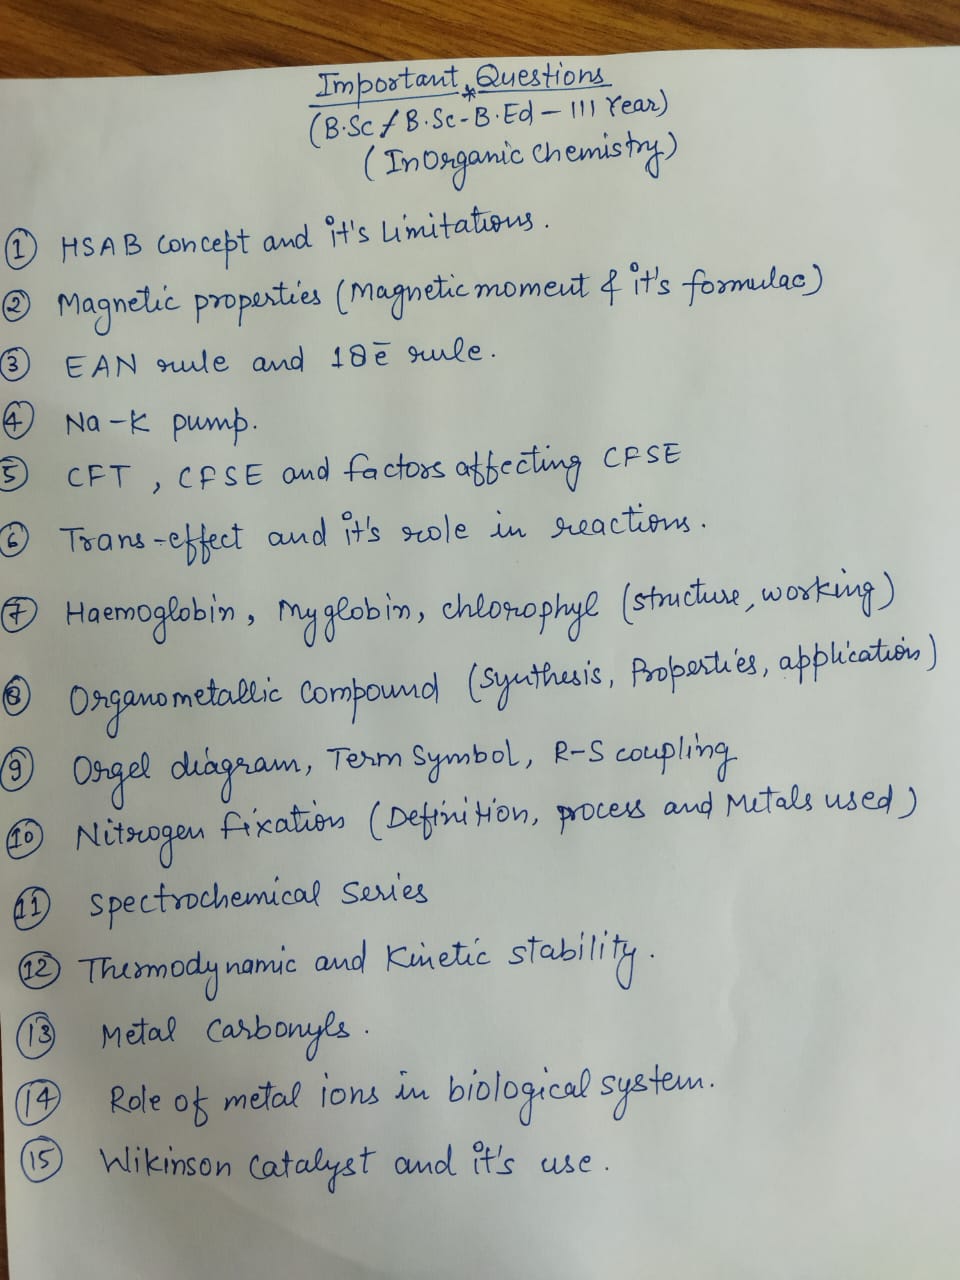 Important Questions
*
(B.Sc / B.Sc-B.Ed – III Year)
(InOrganic Chemistry)
① HSAB Concept and it's Limitations.
② Magnetic properties (Magnetic moment & it's formulae)
③ EAN rule and 18ē rule.
④ Na-K pump.
⑤ CFT, CFSE and factors affecting CFSE
⑥ Trans-effect and it's role in reactions.
⑦ Haemoglobin, Myglobin, chlorophyl (structure, working)
⑧ Organometallic Compound (Synthesis, Properties, application)
⑨ Orgel diagram, Term Symbol, R-S coupling
⑩ Nitrogen fixation (Definition, process and Metals used)
⑪ Spectrochemical Series
⑫ Thermodynamic and Kinetic stability.
⑬ Metal Carbonyls.
⑭ Role of metal ions in biological system.
⑮ Wikinson Catalyst and it's use.